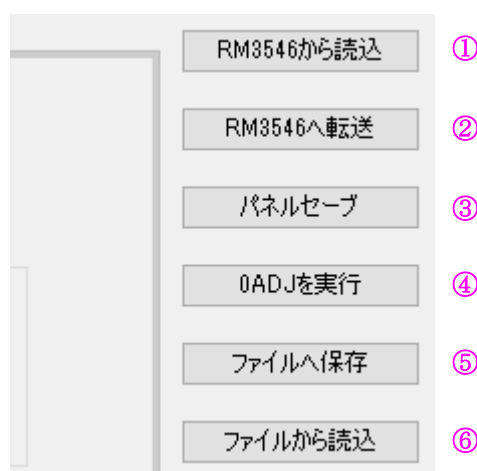 RM3546から読込 ①
RM3546へ転送 ②
パネルセーブ ③
0ADJを実行 ④
ファイルへ保存 ⑤
ファイルから読込 ⑥